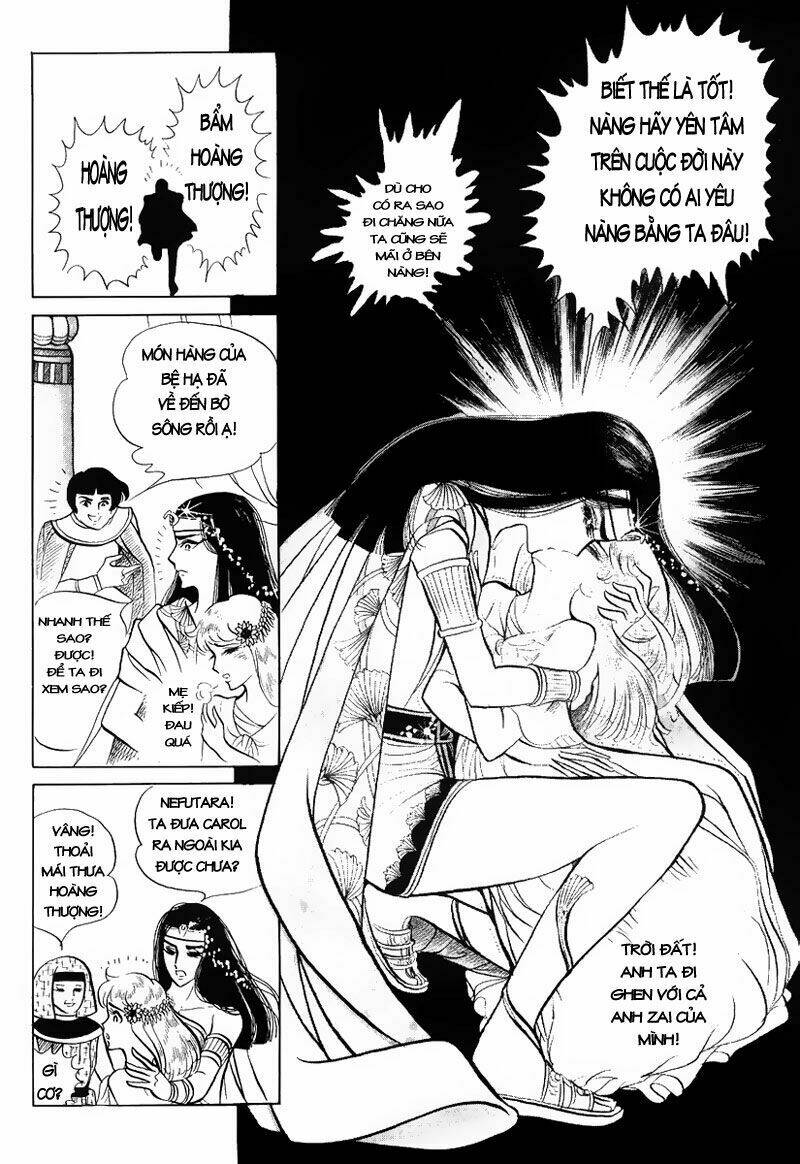 BIẾT THẾ LÀ TỐT!
NÀNG HÃY YÊN TÂM
TRÊN CUỘC ĐỜI NÀY
KHÔNG CÓ AI YÊU
NÀNG BẰNG TA ĐÂU!
DÙ CHO
CÓ RA SAO
ĐI CHĂNG NỮA
TA CŨNG SẼ
MÃI Ở BÊN
NÀNG!
TRỜI ĐẤT!
ANH TA ĐI
GHEN VỚI CẢ
ANH ZAI CỦA
MÌNH!
BẨM
HOÀNG
THƯỢNG!
HOÀNG
THƯỢNG!
MÓN HÀNG CỦA
BỆ HẠ ĐÃ
VỀ ĐẾN BỜ
SÔNG RỒI Ạ!
NHANH THẾ
SAO?
ĐƯỢC!
ĐỂ TA ĐI
XEM SAO?
MẸ
KIẾP!
ĐAU
QUÁ
NEFUTARA!
TA ĐƯA CAROL
RA NGOÀI KIA
ĐƯỢC CHƯA?
VÂNG!
THOẢI
MÁI THƯA
HOÀNG
THƯỢNG!
GÌ
CƠ?